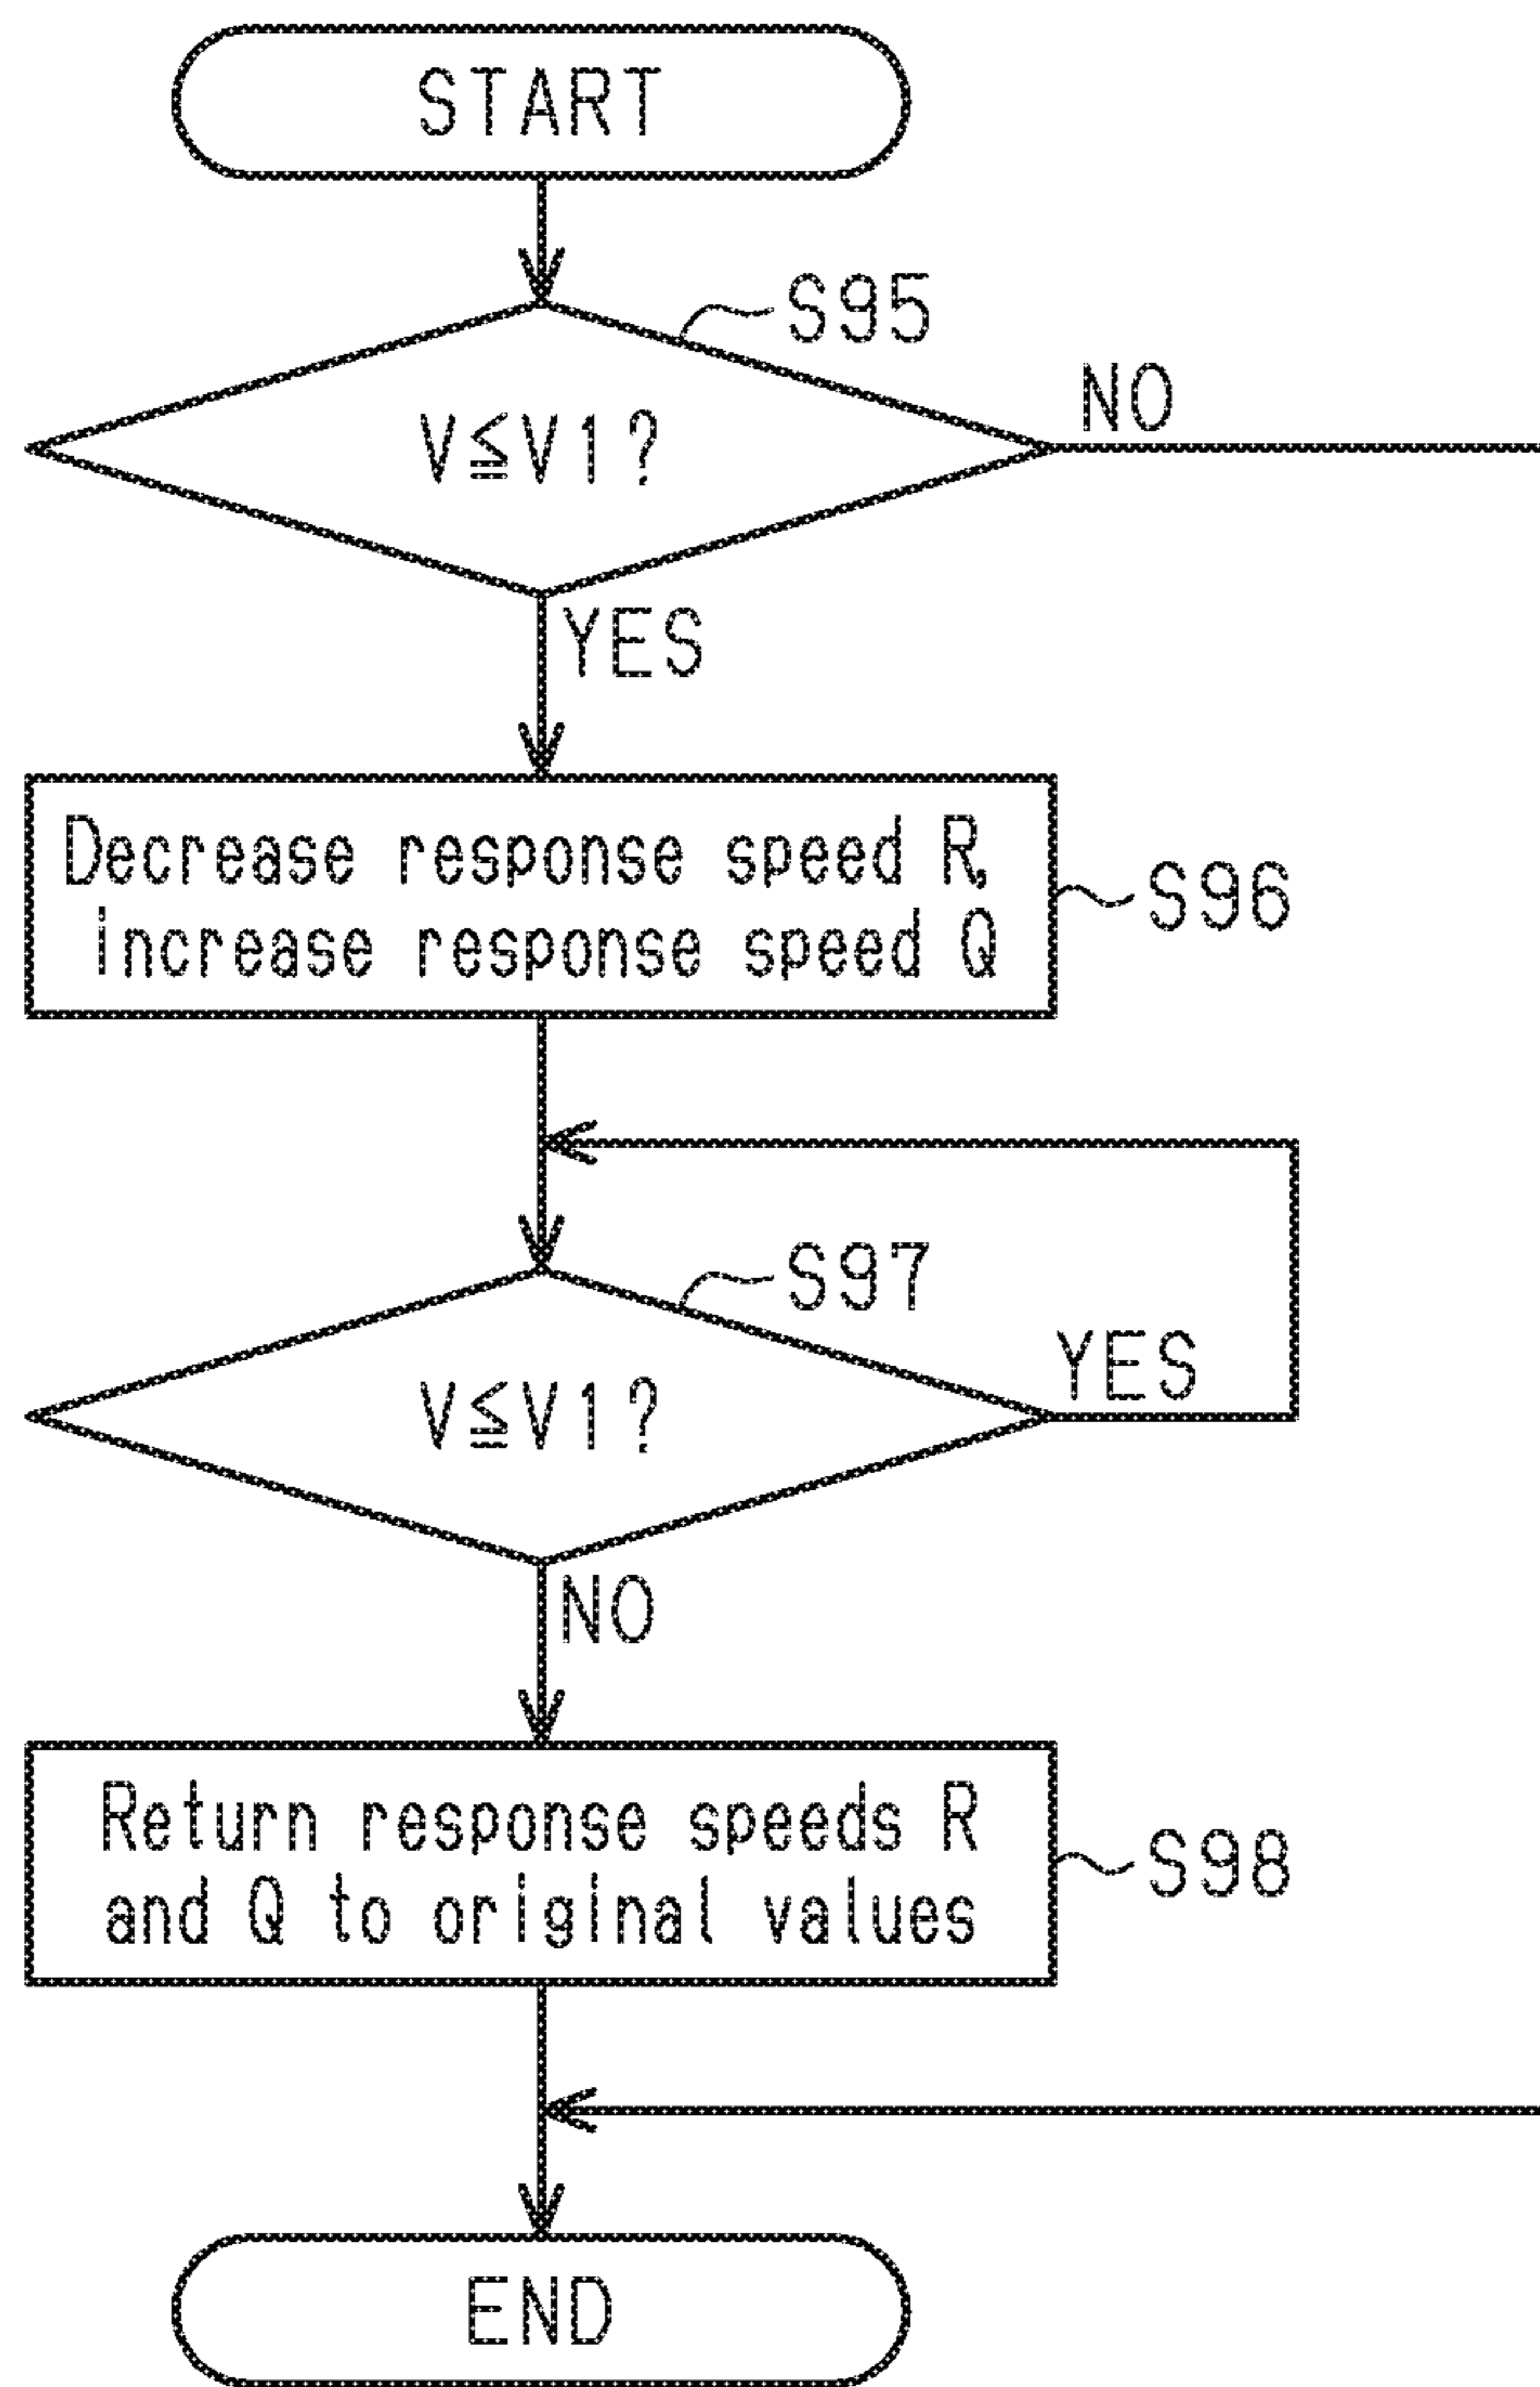 START
S95
V≦V1?
NO
YES
Decrease response speed R,
increase response speed Q
S96
S97
V≦V1?
YES
NO
Return response speeds R
and Q to original values
S98
END